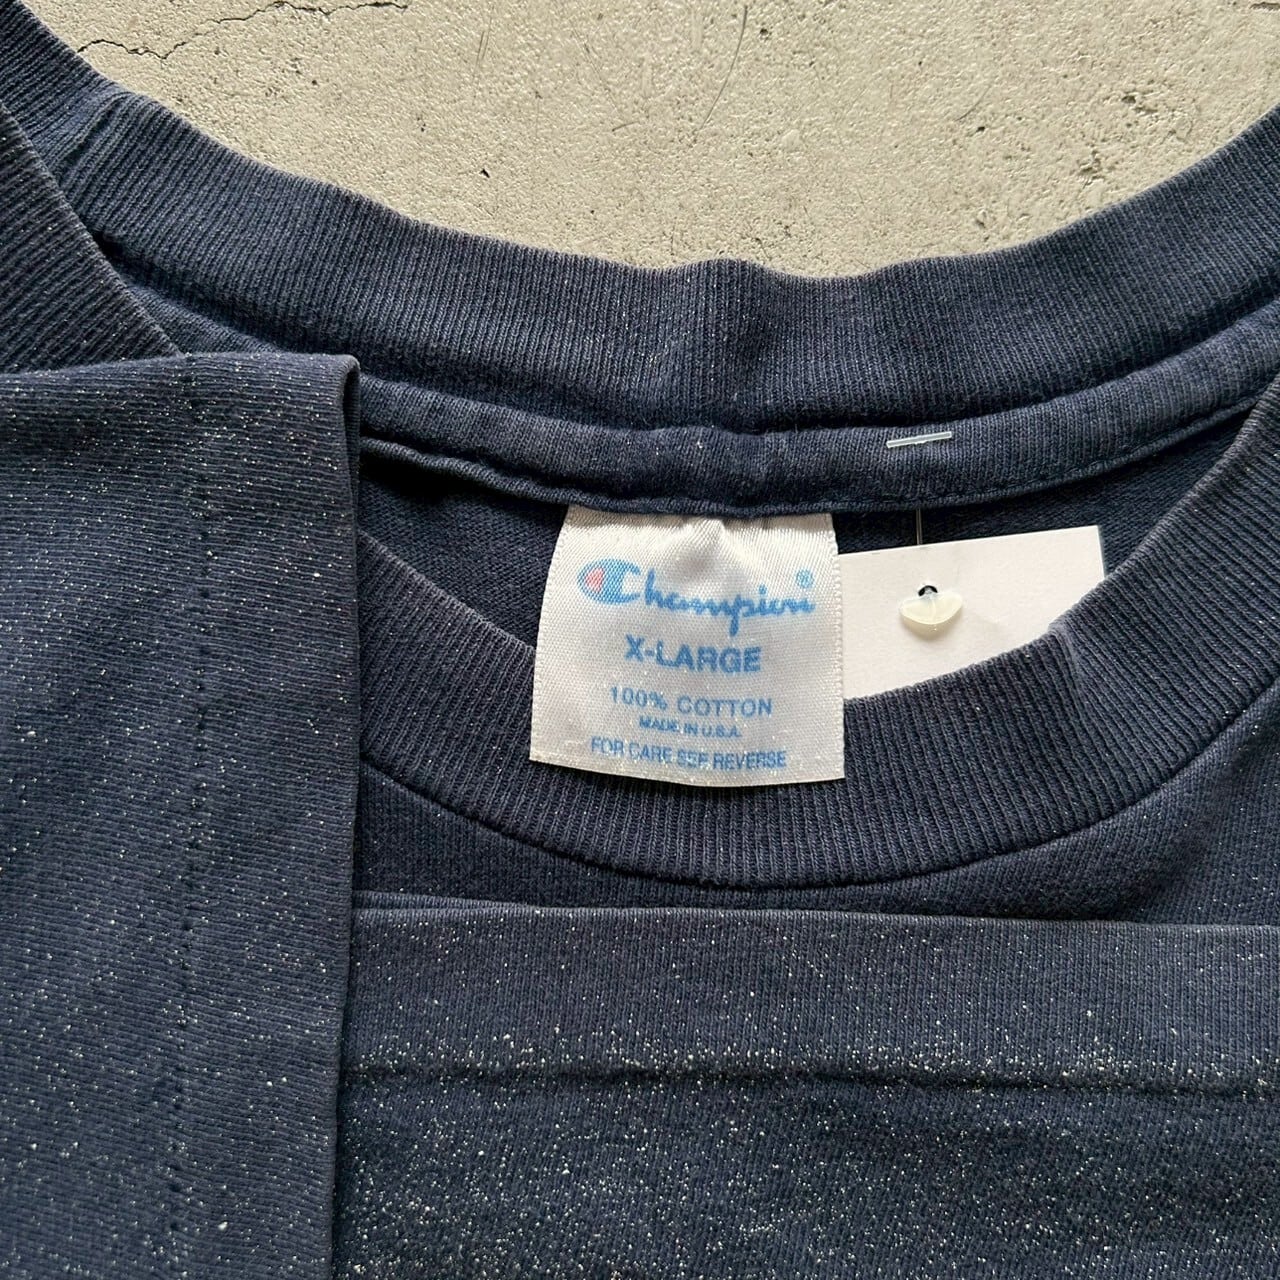 Champion®
X-LARGE
100% COTTON
MADE IN U.S.A.
FOR CARE SEE REVERSE